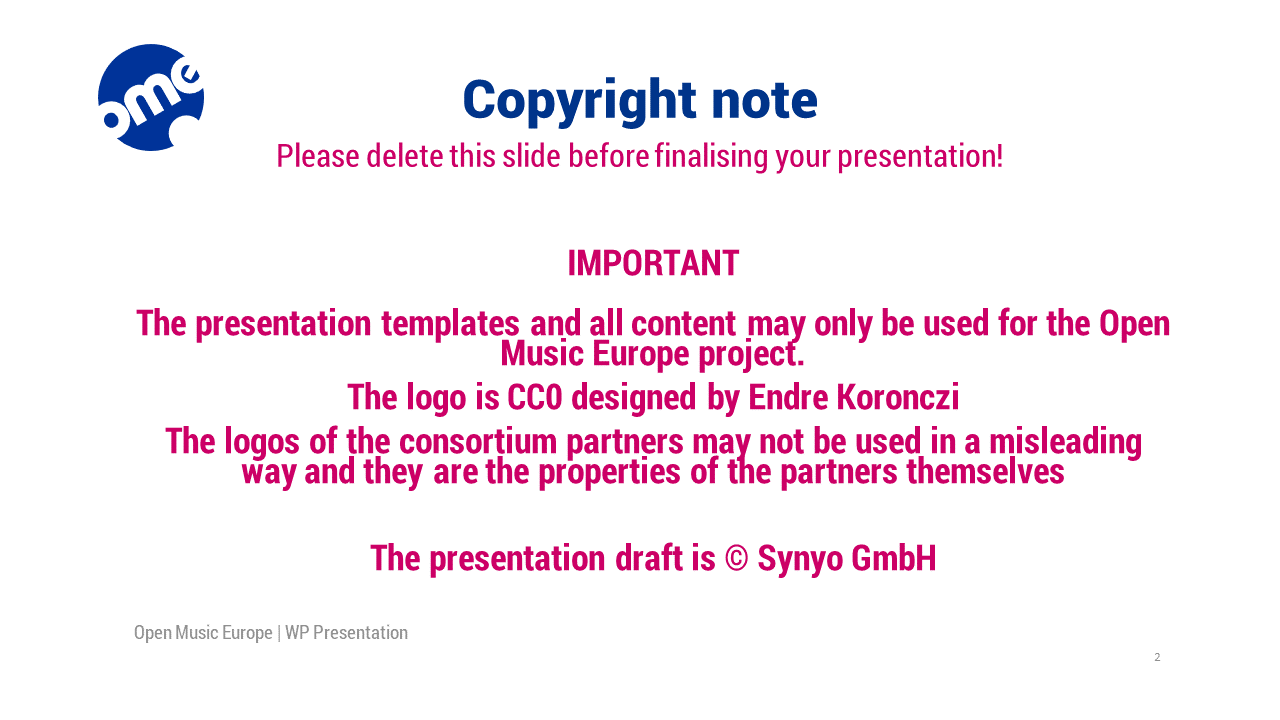 ome
Copyright note
Please delete this slide before finalising your presentation!
IMPORTANT
The presentation templates and all content may only be used for the Open
Music Europe project.
The logo is CC0 designed by Endre Koronczi
The logos of the consortium partners may not be used in a misleading
way and they are the properties of the partners themselves
The presentation draft is © Synyo GmbH
Open Music Europe | WP Presentation
2